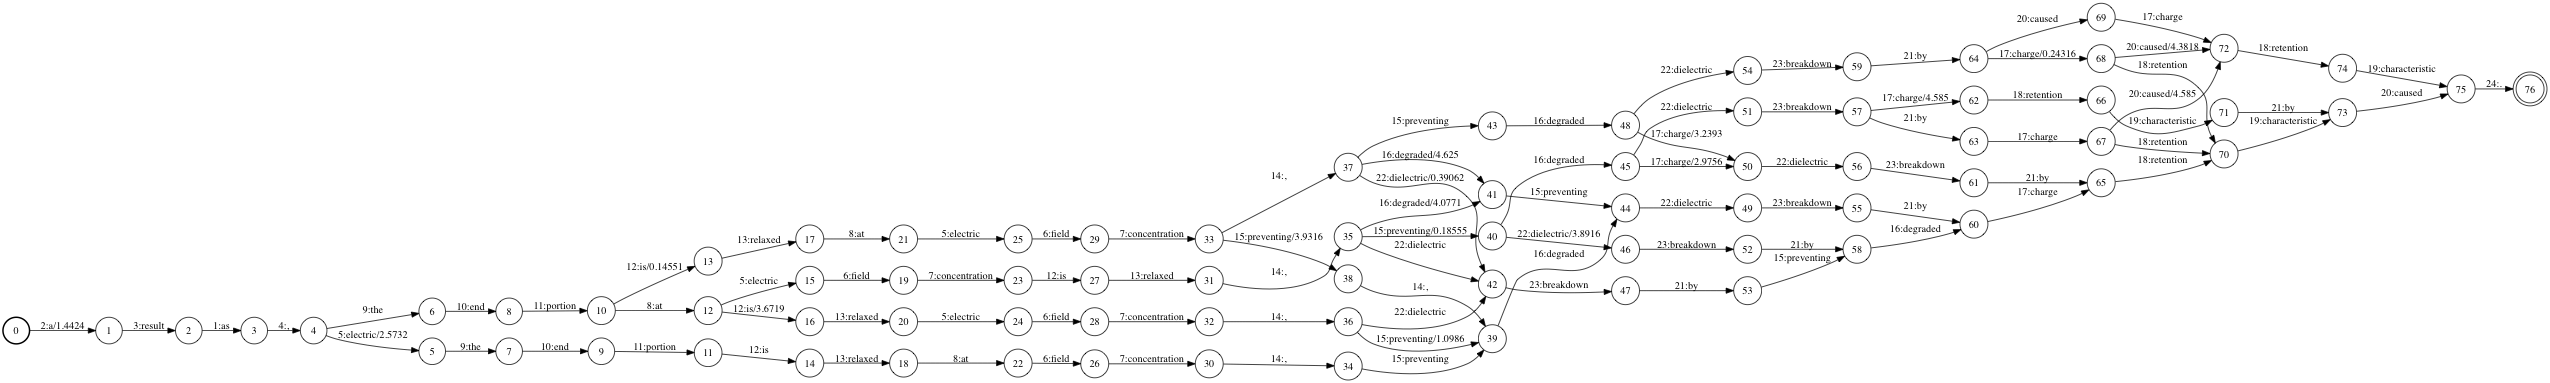 20:caused
69
17:charge
17:charge/0.24316
68
20:caused/4.3818
72
18:retention
18:retention
74
19:characteristic
75
24:.
76
22:dielectric
54
23:breakdown
59
21:by
64
22:dielectric
51
23:breakdown
57
17:charge/4.585
62
18:retention
66
19:characteristic
20:caused/4.585
71
21:by
73
20:caused
21:by
63
17:charge
67
18:retention
70
19:characteristic
15:preventing
43
16:degraded
48
17:charge/3.2393
37
16:degraded/4.625
22:dielectric/0.39062
16:degraded
45
17:charge/2.9756
50
22:dielectric
56
23:breakdown
61
21:by
65
18:retention
14:,
41
15:preventing
44
22:dielectric
49
23:breakdown
55
21:by
60
17:charge
13:relaxed
17
8:at
21
5:electric
25
6:field
29
7:concentration
33
15:preventing/3.9316
35
16:degraded/4.0771
15:preventing/0.18555
40
22:dielectric/3.8916
46
23:breakdown
52
21:by
58
16:degraded
22:dielectric
12:is/0.14551
13
5:electric
15
6:field
19
7:concentration
23
12:is
27
13:relaxed
31
14:,
38
14:,
16:degraded
42
23:breakdown
47
21:by
53
15:preventing
0
2:a/1.4424
1
3:result
2
1:as
3
4:,
4
9:the
6
10:end
8
11:portion
10
8:at
12
12:is/3.6719
16
13:relaxed
20
5:electric
24
6:field
28
7:concentration
32
14:,
36
22:dielectric
15:preventing/1.0986
39
5:electric/2.5732
5
9:the
7
10:end
9
11:portion
11
12:is
14
13:relaxed
18
8:at
22
6:field
26
7:concentration
30
14:,
34
15:preventing